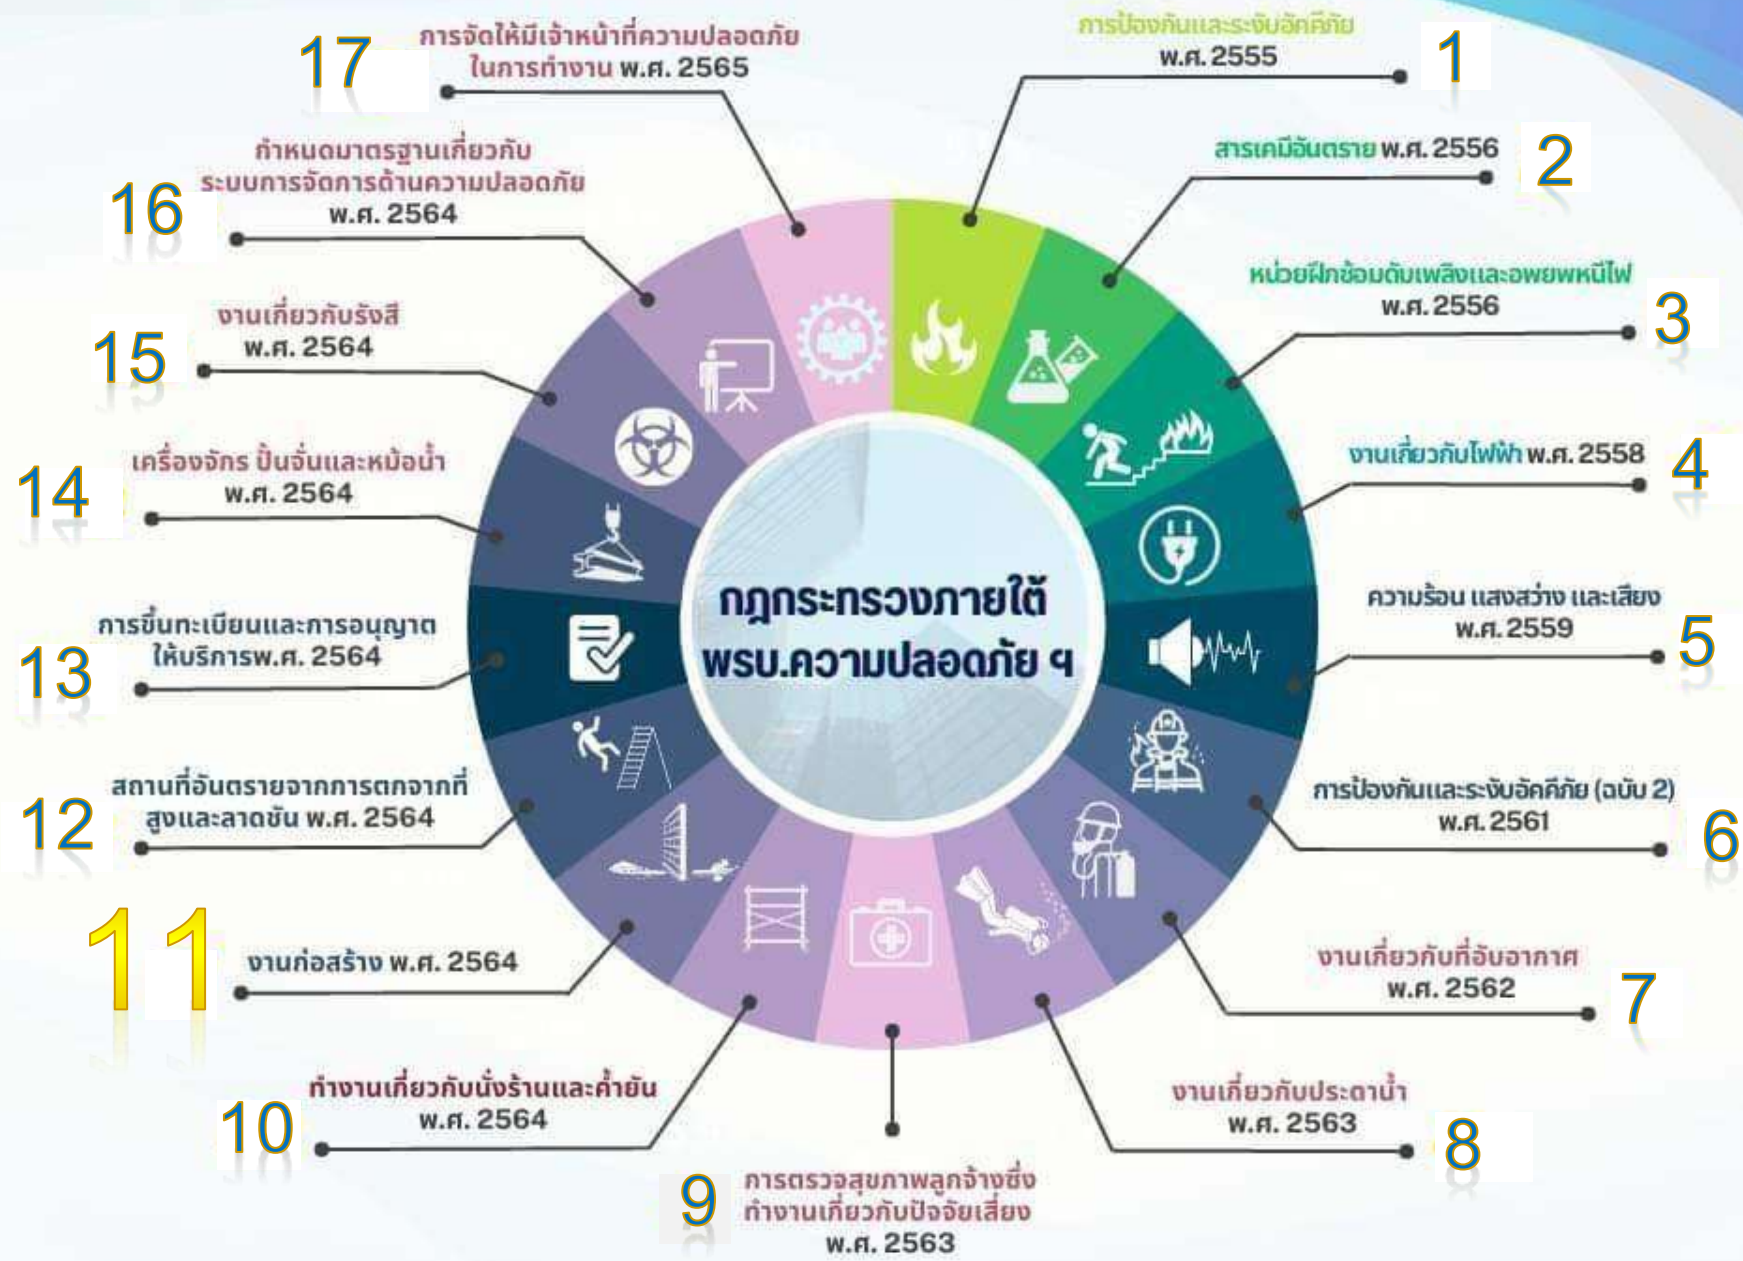 กฎกระทรวงภายใต้
พรบ.ความปลอดภัย ฯ
1
การป้องกันและระงับอัคคีภัย
พ.ศ. 2555
2
สารเคมีอันตราย พ.ศ. 2556
3
หน่วยฝึกซ้อมดับเพลิงและอพยพหนีไฟ
พ.ศ. 2556
4
งานเกี่ยวกับไฟฟ้า พ.ศ. 2558
5
ความร้อน แสงสว่าง และเสียง
พ.ศ. 2559
6
การป้องกันและระงับอัคคีภัย (ฉบับ 2)
พ.ศ. 2561
7
งานเกี่ยวกับที่อับอากาศ
พ.ศ. 2562
8
งานเกี่ยวกับประดาน้ำ
พ.ศ. 2563
9
การตรวจสุขภาพลูกจ้างซึ่ง
ทำงานเกี่ยวกับปัจจัยเสี่ยง
พ.ศ. 2563
10
ทำงานเกี่ยวกับนั่งร้านและค้ำยัน
พ.ศ. 2564
11
งานก่อสร้าง พ.ศ. 2564
12
สถานที่อันตรายจากการตกจากที่
สูงและลาดชัน พ.ศ. 2564
13
การขึ้นทะเบียนและการอนุญาต
ให้บริการพ.ศ. 2564
14
เครื่องจักร ปั้นจั่นและหม้อน้ำ
พ.ศ. 2564
15
งานเกี่ยวกับรังสี
พ.ศ. 2564
16
กำหนดมาตรฐานเกี่ยวกับ
ระบบการจัดการด้านความปลอดภัย
พ.ศ. 2564
17
การจัดให้มีเจ้าหน้าที่ความปลอดภัย
ในการทำงาน พ.ศ. 2565